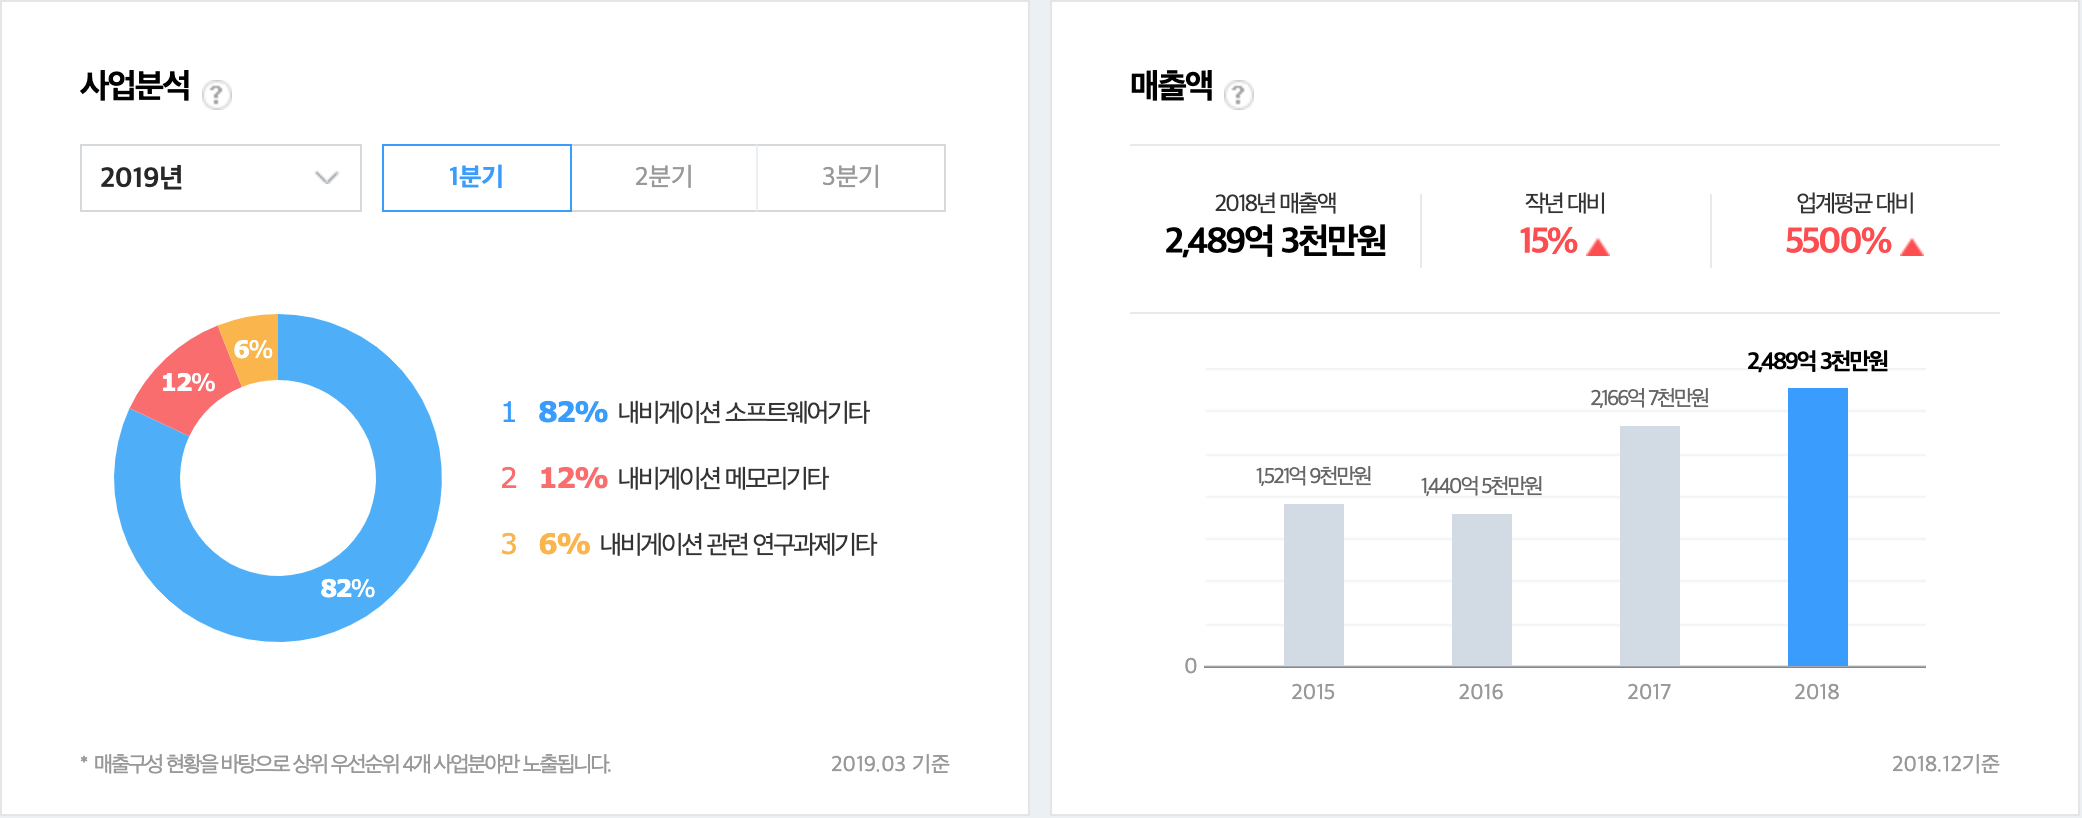 사업분석 ?
2019년
1분기 2분기 3분기
6%
12%
82%
1 82% 내비게이션 소프트웨어기타
2 12% 내비게이션 메모리기타
3 6% 내비게이션 관련 연구과제기타
* 매출구성 현황을 바탕으로 상위 우선순위 4개 사업분야만 노출됩니다.
2019.03 기준
매출액 ?
2018년 매출액
2,489억 3천만원
작년 대비
15%
업계평균 대비
5500%
2,489억 3천만원
2,166억 7천만원
1,521억 9천만원
1,440억 5천만원
0
2015 2016 2017 2018
2018.12기준